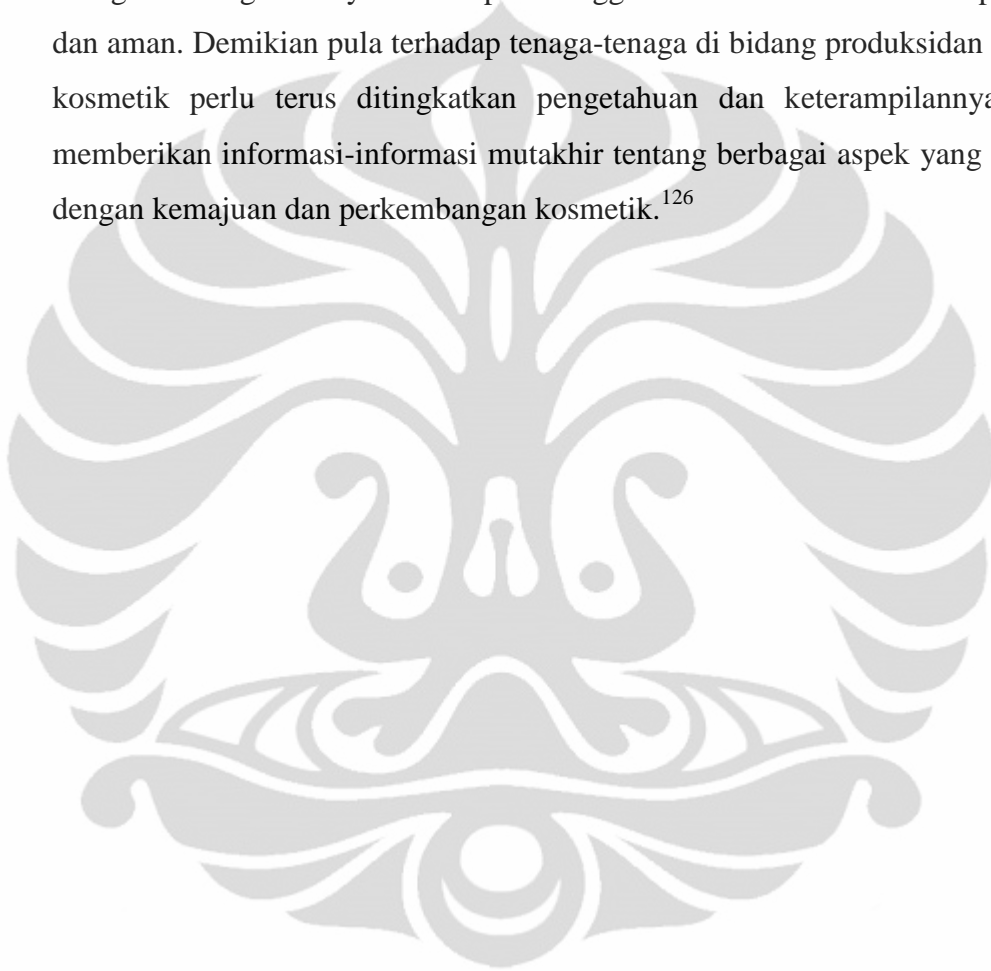 dan aman. Demikian pula terhadap tenaga-tenaga di bidang produksidan
kosmetik perlu terus ditingkatkan pengetahuan dan keterampilannya
memberikan informasi-informasi mutakhir tentang berbagai aspek yang
dengan kemajuan dan perkembangan kosmetik.126